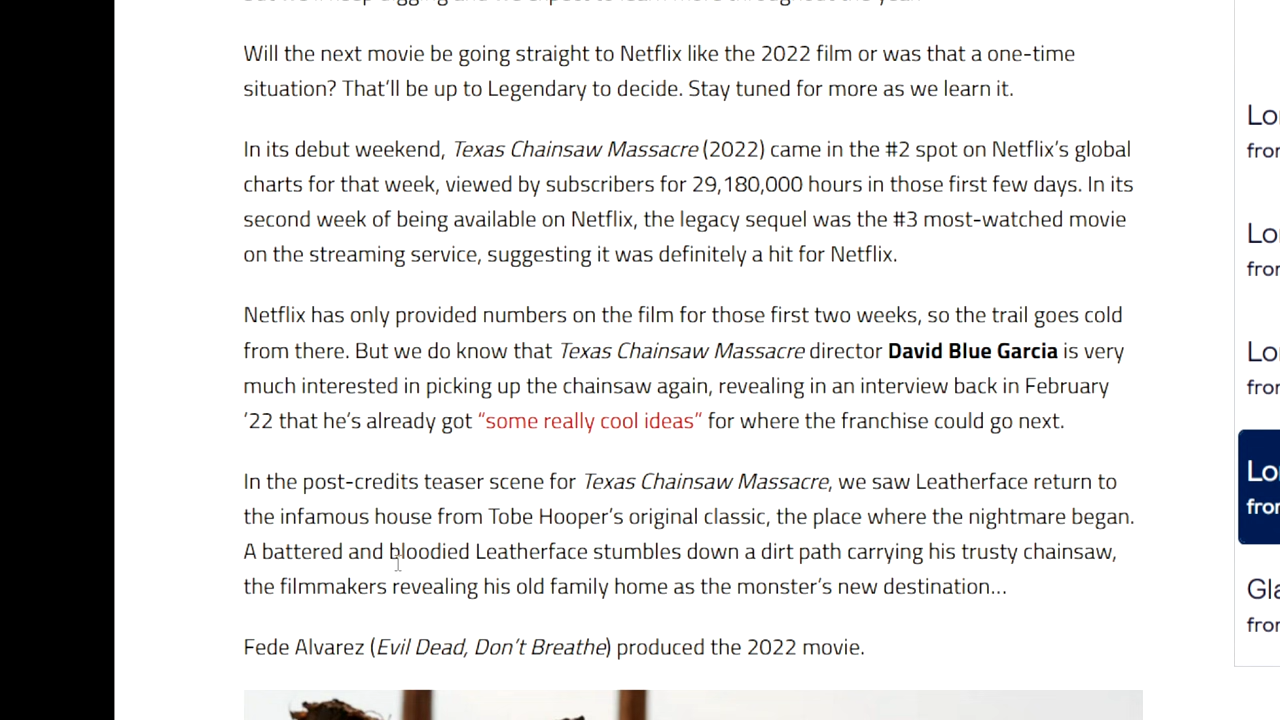 Will the next movie be going straight to Netflix like the 2022 film or was that a one-time
situation? That'll be up to Legendary to decide. Stay tuned for more as we learn it.
In its debut weekend, Texas Chainsaw Massacre (2022) came in the #2 spot on Netflix's global
charts for that week, viewed by subscribers for 29,180,000 hours in those first few days. In its
second week of being available on Netflix, the legacy sequel was the #3 most-watched movie
on the streaming service, suggesting it was definitely a hit for Netflix.
Netflix has only provided numbers on the film for those first two weeks, so the trail goes cold
from there. But we do know that Texas Chainsaw Massacre director David Blue Garcia is very
much interested in picking up the chainsaw again, revealing in an interview back in February
'22 that he's already got “some really cool ideas” for where the franchise could go next.
In the post-credits teaser scene for Texas Chainsaw Massacre, we saw Leatherface return to
the infamous house from Tobe Hooper's original classic, the place where the nightmare began.
A battered and bloodied Leatherface stumbles down a dirt path carrying his trusty chainsaw,
the filmmakers revealing his old family home as the monster's new destination…
Fede Alvarez (Evil Dead, Don't Breathe) produced the 2022 movie.